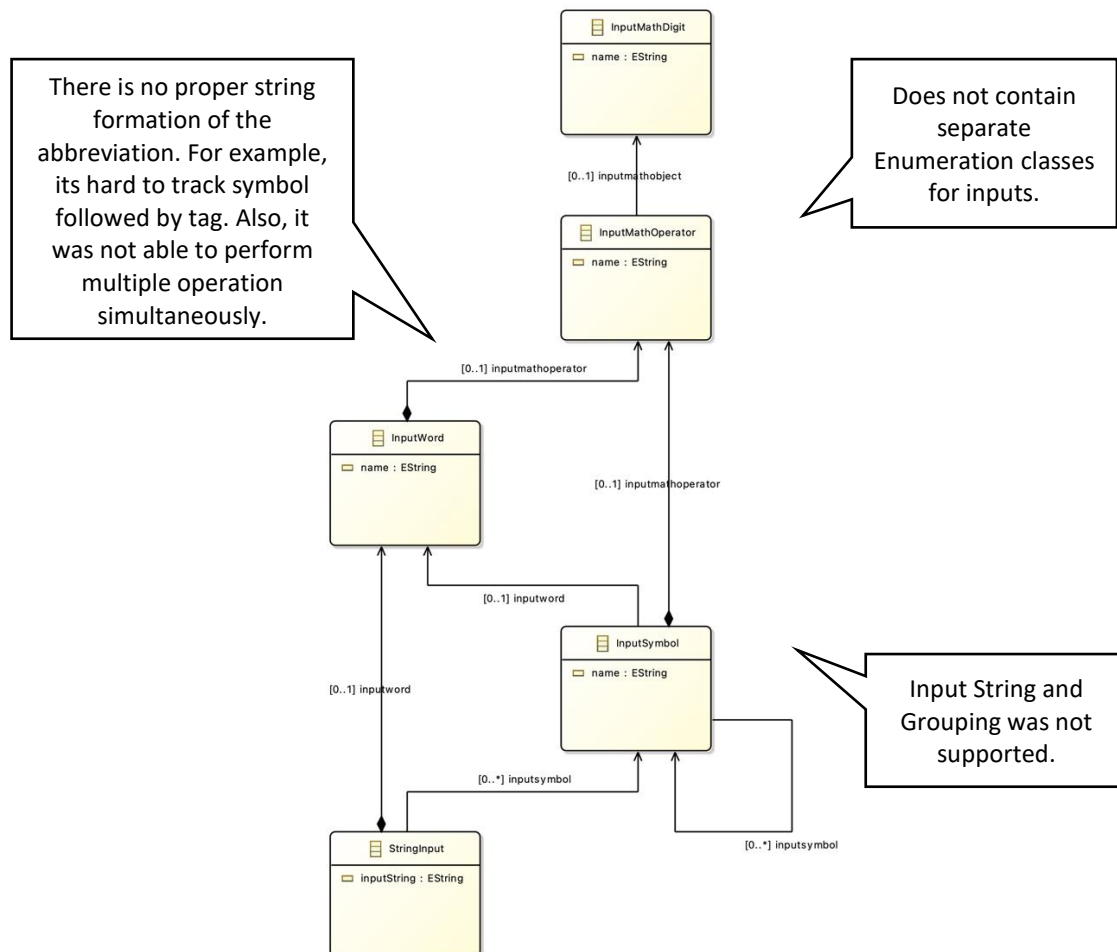 InputMathDigit
name : EString
There is no proper string
formation of the
abbreviation. For example,
its hard to track symbol
followed by tag. Also, it
was not able to perform
multiple operation
simultaneously.
Does not contain
separate
Enumeration classes
for inputs.
[0..1] inputmathobject
InputMathOperator
name : EString
[0..1] inputmathoperator
InputWord
name : EString
[0..1] inputmathoperator
[0..1] inputword
InputSymbol
name : EString
[0..1] inputword
Input String and
Grouping was not
supported.
[0..*] inputsymbol
[0..*] inputsymbol
StringInput
inputString : EString